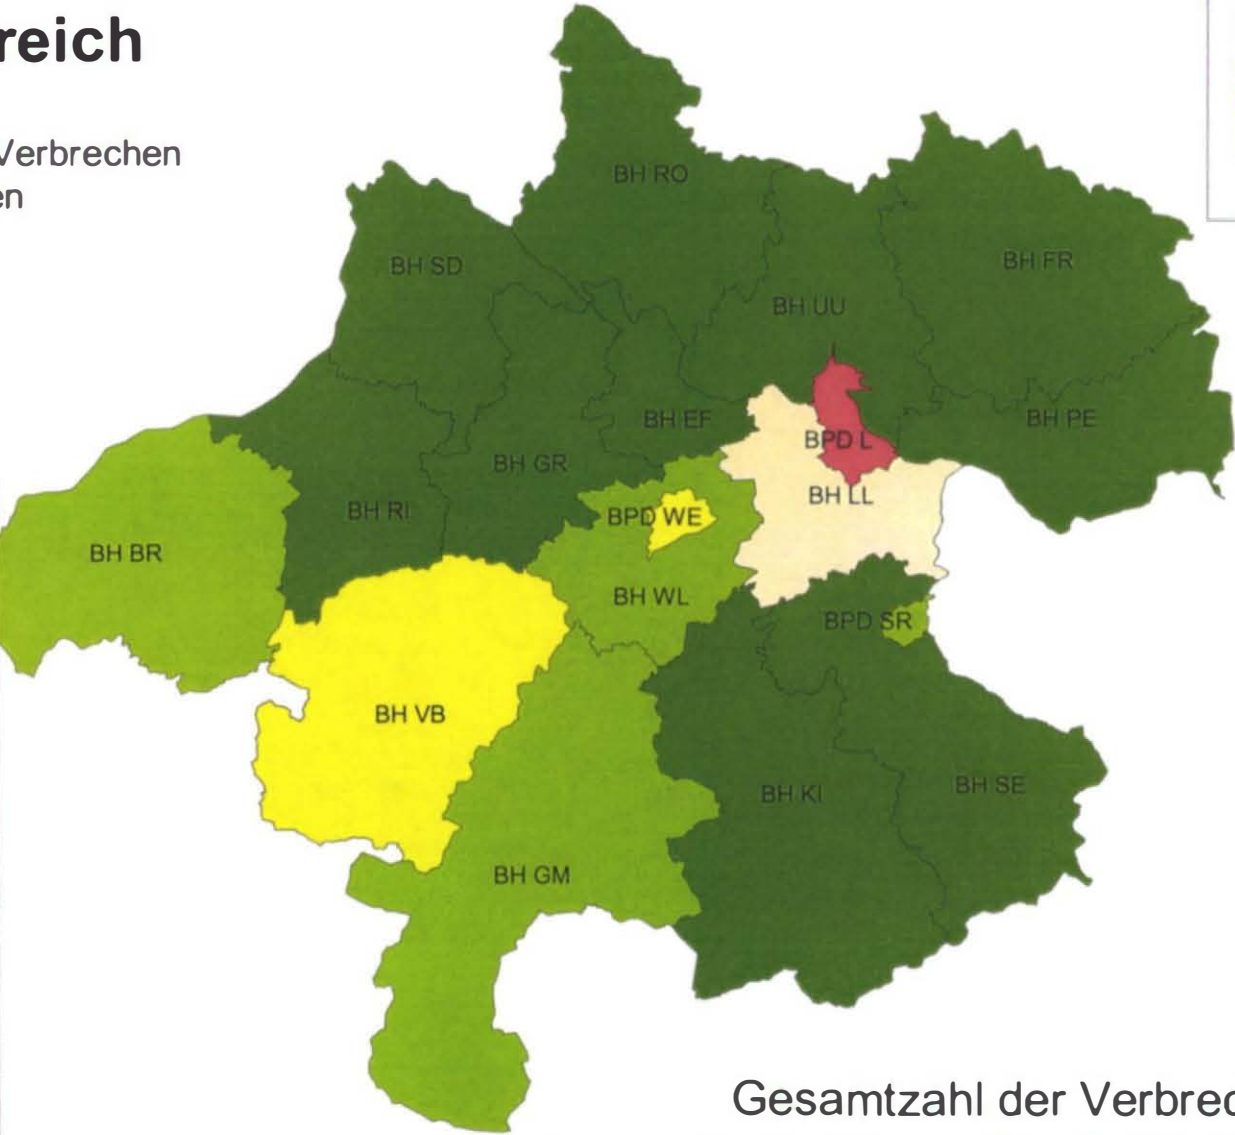 reich
Verbrechen
en
BH RO
BH SD
BH FR
BH UU
BH EF
BH PE
BPD L
BH GR
BH LL
BH RI
BPD WE
BH BR
BH WL
BPD SR
BH VB
BH KI
BH SE
BH GM
Gesamtzahl der Verbrec